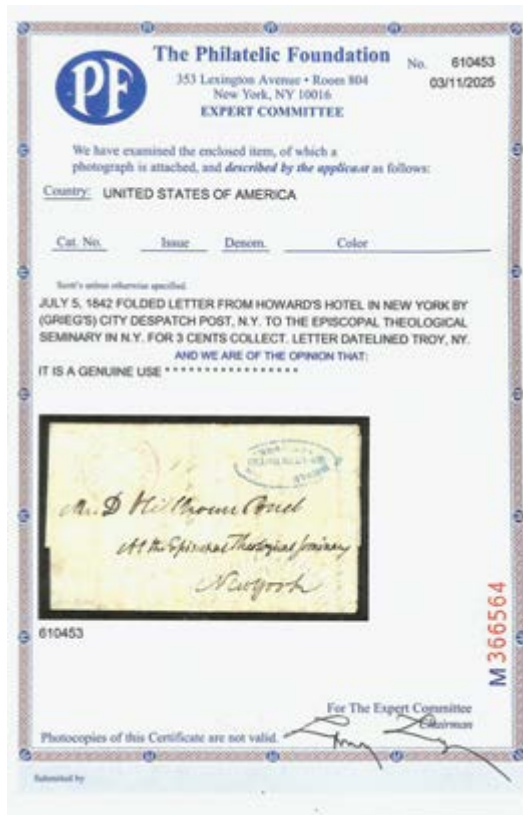 PF
The Philatelic Foundation
No. 610453
353 Lexington Avenue • Room 804
03/11/2025
New York, NY 10016
EXPERT COMMITTEE
We have examined the enclosed item, of which a
photograph is attached, and described by the applicant as follows:
Country: UNITED STATES OF AMERICA
Cat. No. Issue Denom. Color
Scott's unless otherwise specified.
JULY 5, 1842 FOLDED LETTER FROM HOWARD'S HOTEL IN NEW YORK BY
(GRIEG'S) CITY DESPATCH POST, N.Y. TO THE EPISCOPAL THEOLOGICAL
SEMINARY IN N.Y. FOR 3 CENTS COLLECT. LETTER DATELINED TROY, NY.
AND WE ARE OF THE OPINION THAT:
IT IS A GENUINE USE * * * * * * * * * * * * * * * * * *
Mr. D
At the Episcopal Theological Seminary
New York
610453
M 366564
For The Expert Committee
Chairman
Photocopies of this Certificate are not valid.
Submitted by